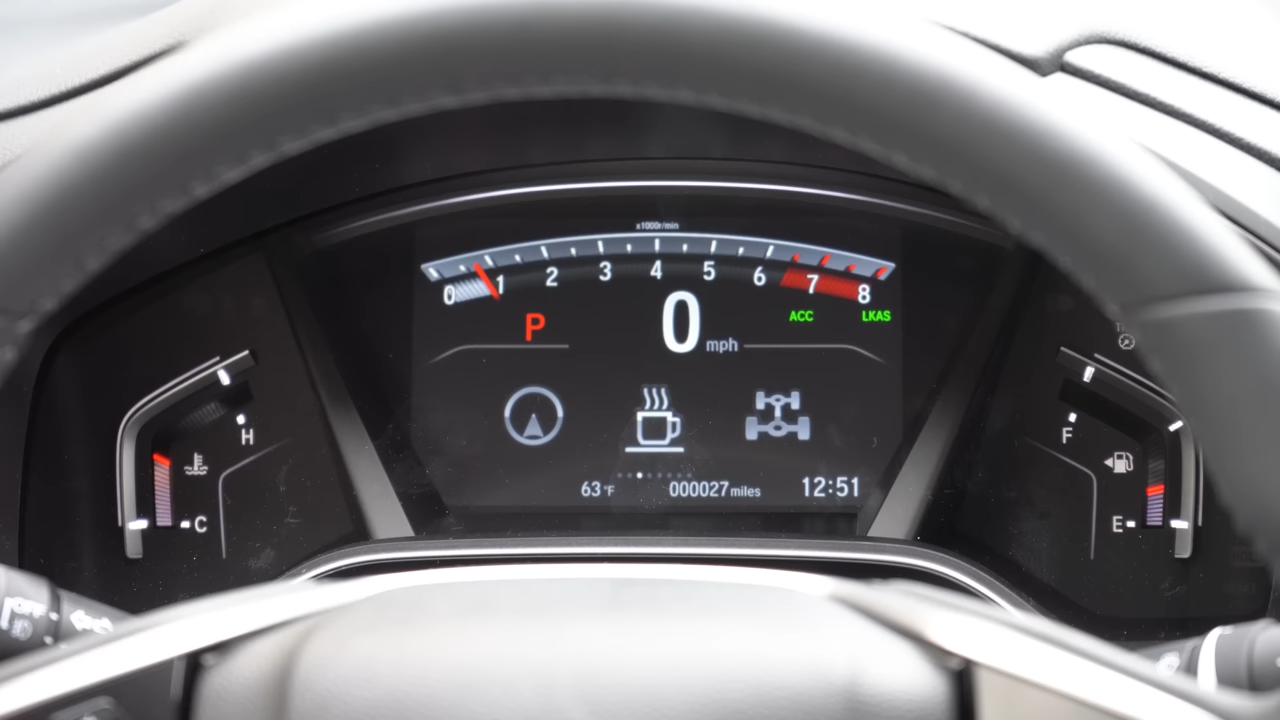 x1000r/min
0 1 2 3 4 5 6 7 8
P 0 mph ACC LKAS
H
F
C
E
63°F 000027 miles 12:51
OFF